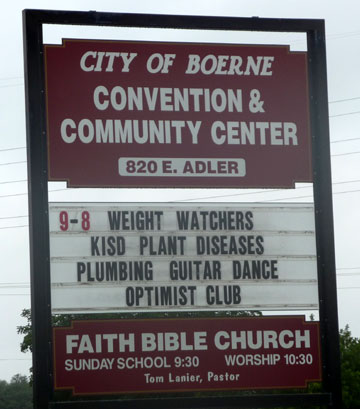 CITY OF BOERNE
CONVENTION &
COMMUNITY CENTER
820 E. ADLER
9-8 WEIGHT WATCHERS
KISD PLANT DISEASES
PLUMBING GUITAR DANCE
OPTIMIST CLUB
FAITH BIBLE CHURCH
SUNDAY SCHOOL 9:30 WORSHIP 10:30
Tom Lanier, Pastor